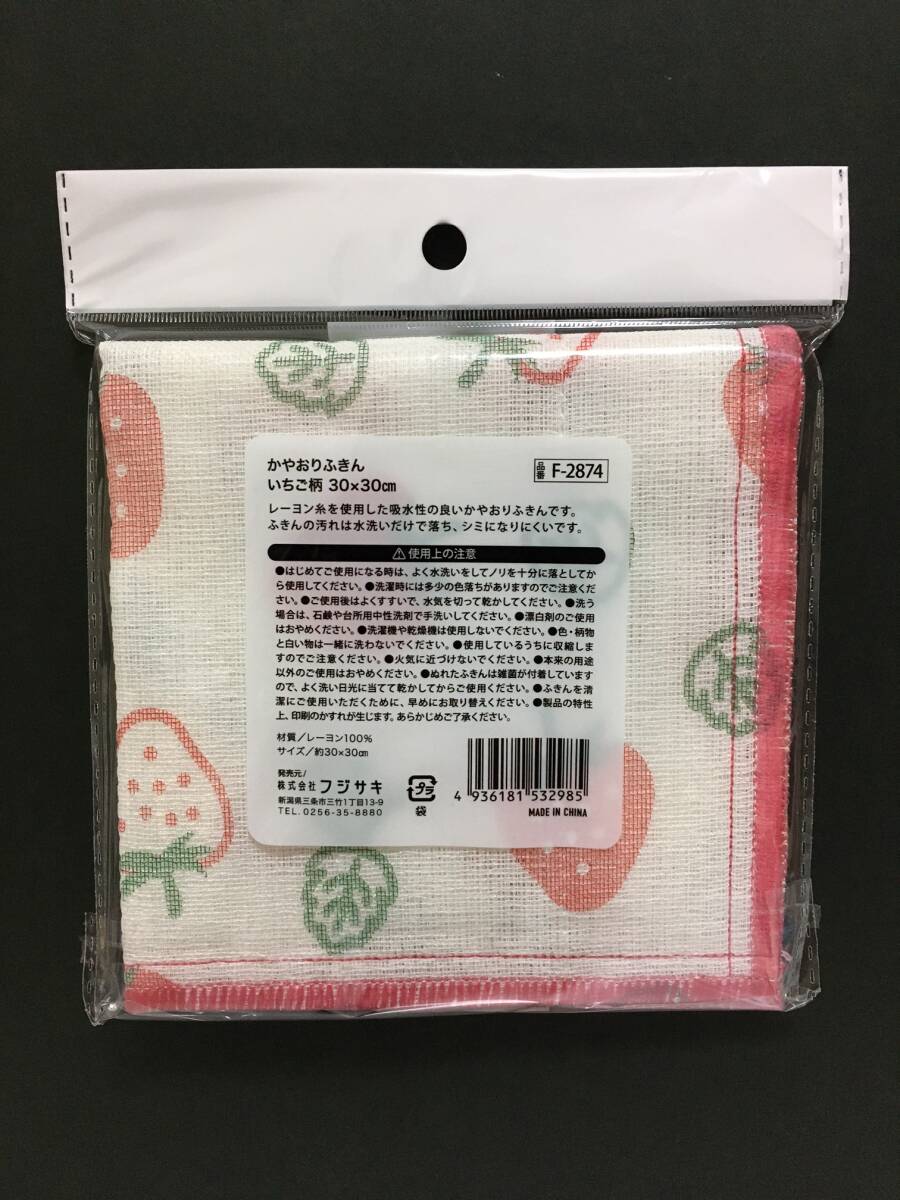 かやおりふきん
いちご柄 30×30㎝
品番 F-2874
レーヨン糸を使用した吸水性の良いかやおりふきんです。
ふきんの汚れは水洗いだけで落ち、シミになりにくいです。
⚠使用上の注意
●はじめてご使用になる時は、よく水洗いをしてノリを十分に落としてか
ら使用してください。●洗濯時には多少の色落ちがありますのでご注意くだ
さい。●ご使用後はよくすすいで、水気を切って乾かしてください。●洗う
場合は、石鹸や台所用中性洗剤で手洗いしてください。●漂白剤のご使用
はおやめください。●洗濯機や乾燥機は使用しないでください。●色・柄物
と白い物は一緒に洗わないでください。●使用しているうちに収縮しま
すのでご注意ください。●火気に近づけないでください。●本来の用途
以外のご使用はおやめください。●ぬれたふきんは雑菌が付着しています
ので、よく洗い日光に当てて乾かしてからご使用ください。●ふきんを清
潔にご使用いただくために、早めにお取り替えください。●製品の特性
上、印刷のかすれが生じます。あらかじめご了承ください。
材質/レーヨン100%
サイズ/約30×30㎝
発売元/
株式会社フジサキ
新潟県三条市三竹1丁目13-9
TEL.0256-35-8880
プラ
袋
4 936181 532985
MADE IN CHINA